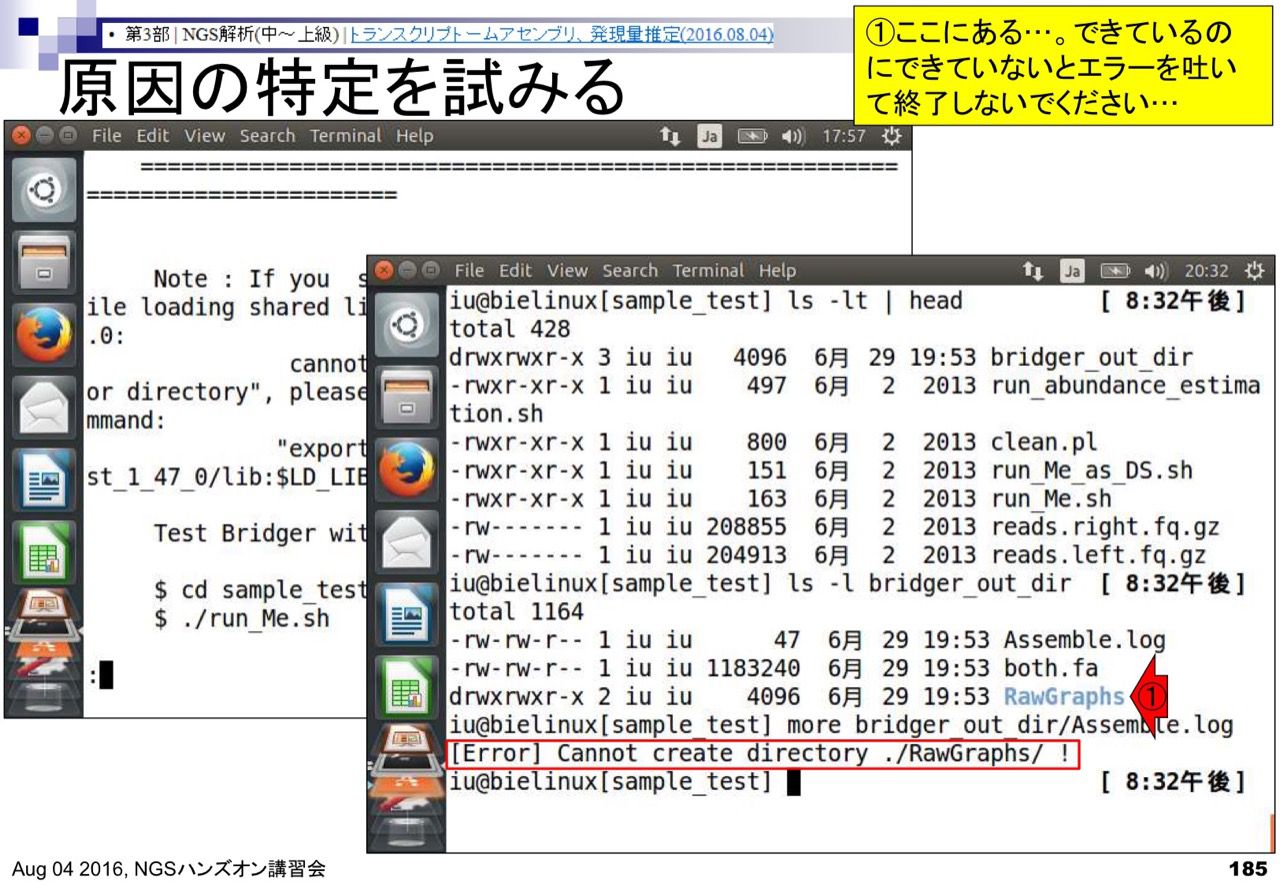 • 第3部 | NGS解析(中～上級) | トランスクリプトームアセンブリ、発現量推定(2016.08.04)
原因の特定を試みる
①ここにある…。できているの
にできていないとエラーを吐い
て終了しないでください…
File Edit View Search Terminal Help
Ja 17:57
========================================================
=======================
Note : If you s
ile loading shared li
.0:
cannot
or directory", please
mmand:
"export
st_1_47_0/lib:$LD_LIB
Test Bridger wit
$ cd sample_test
$ ./run_Me.sh
:
File Edit View Search Terminal Help
Ja 20:32
iu@bielinux[sample_test] ls -lt | head [ 8:32午後]
total 428
drwxrwxr-x 3 iu iu 4096 6月 29 19:53 bridger_out_dir
-rwxr-xr-x 1 iu iu 497 6月 2 2013 run_abundance_estima
tion.sh
-rwxr-xr-x 1 iu iu 800 6月 2 2013 clean.pl
-rwxr-xr-x 1 iu iu 151 6月 2 2013 run_Me_as_DS.sh
-rwxr-xr-x 1 iu iu 163 6月 2 2013 run_Me.sh
-rw------- 1 iu iu 208855 6月 2 2013 reads.right.fq.gz
-rw------- 1 iu iu 204913 6月 2 2013 reads.left.fq.gz
iu@bielinux[sample_test] ls -l bridger_out_dir [ 8:32午後]
total 1164
-rw-rw-r-- 1 iu iu 47 6月 29 19:53 Assemble.log
-rw-rw-r-- 1 iu iu 1183240 6月 29 19:53 both.fa
drwxrwxr-x 2 iu iu 4096 6月 29 19:53 RawGraphs ①
iu@bielinux[sample_test] more bridger_out_dir/Assemble.log
[Error] Cannot create directory ./RawGraphs/ !
iu@bielinux[sample_test] [ 8:32午後]
Aug 04 2016, NGSハンズオン講習会
185